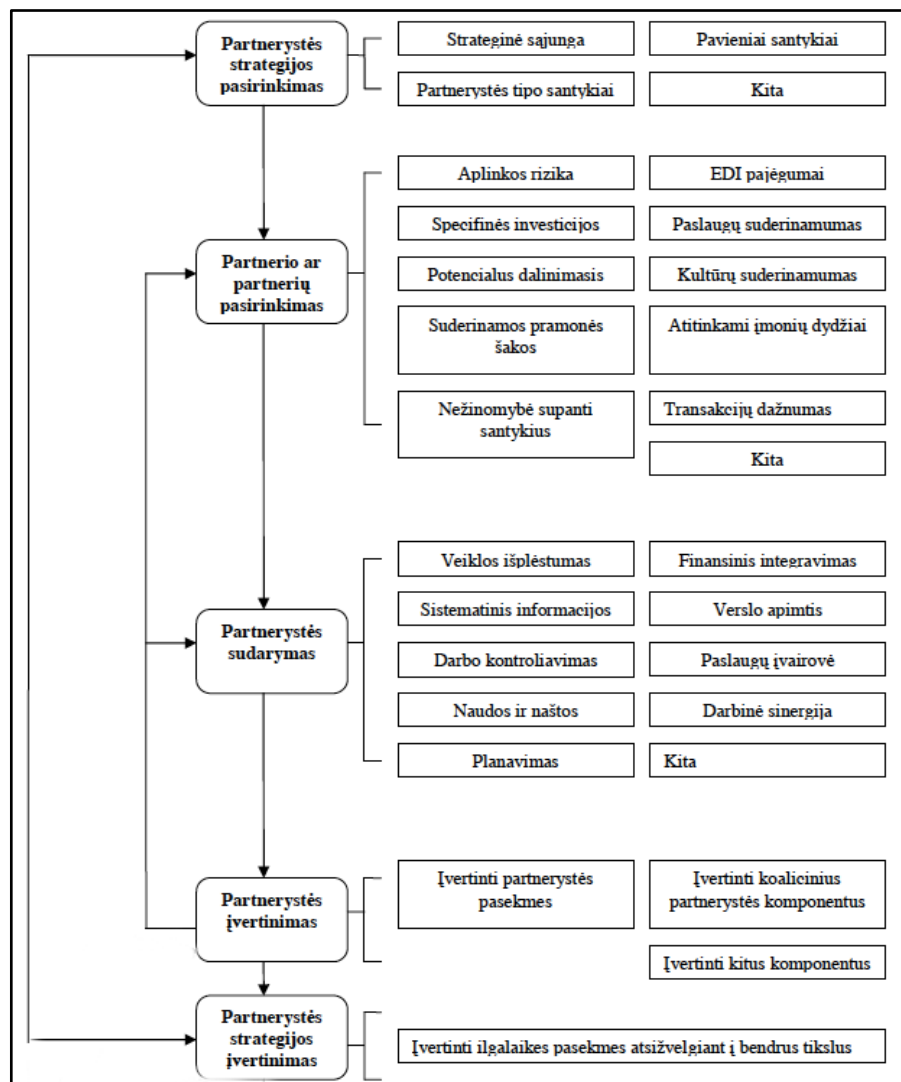 Partnerystės
strategijos
pasirinkimas
Strateginė sąjunga
Pavieniai santykiai
Partnerystės tipo santykiai
Kita
Partnerio ar
partnerių
pasirinkimas
Aplinkos rizika
EDI pajėgumai
Specifinės investicijos
Paslaugų suderinamumas
Potencialus dalinimasis
Kultūrų suderinamumas
Suderinamos pramonės
šakos
Atitinkami įmonių dydžiai
Nežinomybė supanti
santykius
Transakcijų dažnumas
Kita
Partnerystės
sudarymas
Veiklos išplėstumas
Finansinis integravimas
Sistematinis informacijos
Verslo apimtis
Darbo kontroliavimas
Paslaugų įvairovė
Naudos ir naštos
Darbinė sinergija
Planavimas
Kita
Partnerystės
įvertinimas
Įvertinti partnerystės
pasekmes
Įvertinti koalicinius
partnerystės komponentus
Įvertinti kitus komponentus
Partnerystės
strategijos
įvertinimas
Įvertinti ilgalaikes pasekmes atsižvelgiant į bendrus tikslus